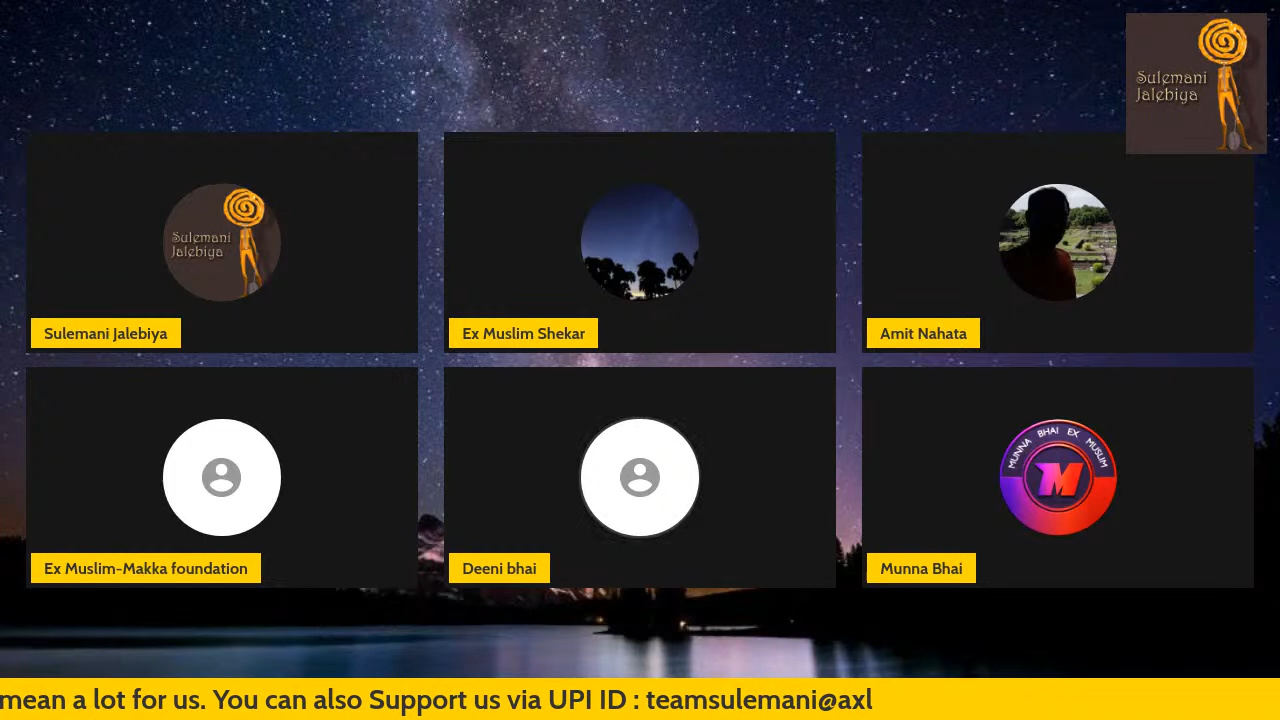 Sulemani
Jalebiya
Sulemani
Jalebiya
Sulemani Jalebiya
Ex Muslim Shekar
Amit Nahata
MUNNA BHAI EX MUSLIM
M
Ex Muslim-Makka foundation
Deeni bhai
Munna Bhai
mean a lot for us. You can also Support us via UPI ID : teamsulemani@axl